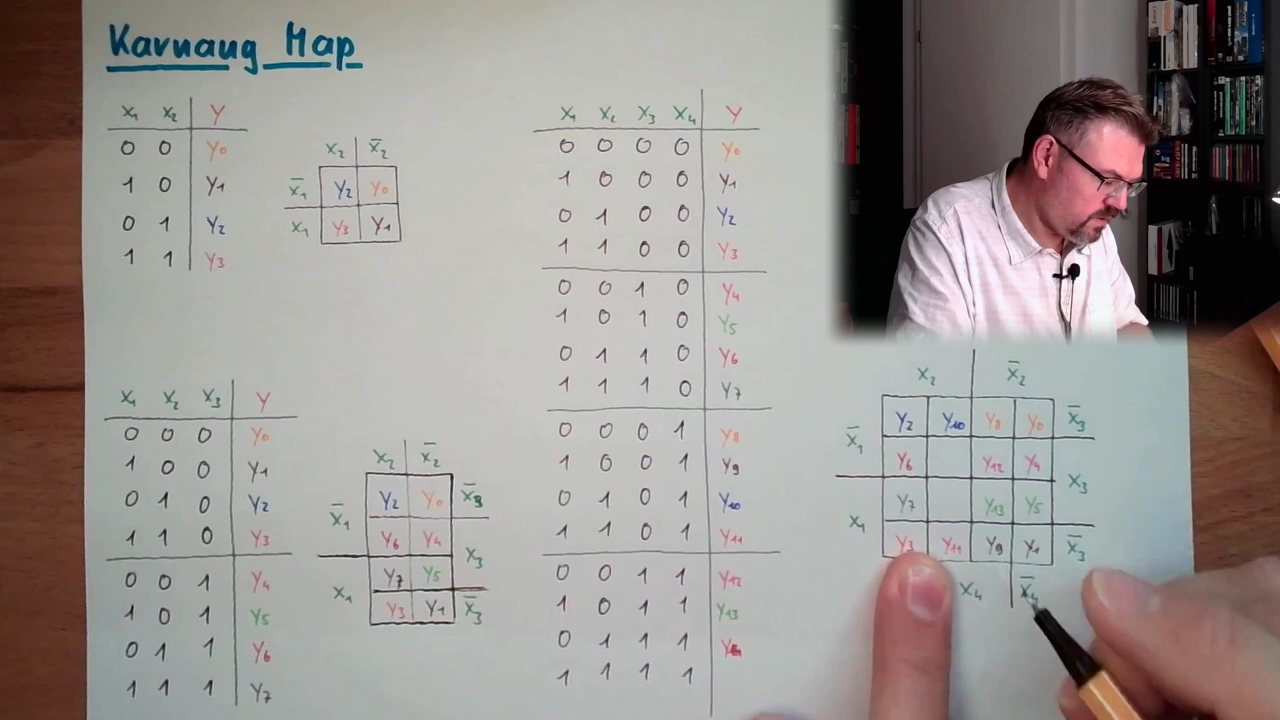 Karnaug Map
x₁ x₂ Y
0 0 Y₀
1 0 Y₁
0 1 Y₂
1 1 Y₃
x₂ x̅₂
x̅₁ Y₂ Y₀
x₁ Y₃ Y₁
x₁ x₂ x₃ Y
0 0 0 Y₀
1 0 0 Y₁
0 1 0 Y₂
1 1 0 Y₃
0 0 1 Y₄
1 0 1 Y₅
0 1 1 Y₆
1 1 1 Y₇
x₂ x̅₂
x̅₁ Y₂ Y₀ x̅₃
Y₆ Y₄ x₃
x₁ Y₇ Y₅
Y₃ Y₁ x̅₃
x₁ x₂ x₃ x₄ Y
0 0 0 0 Y₀
1 0 0 0 Y₁
0 1 0 0 Y₂
1 1 0 0 Y₃
0 0 1 0 Y₄
1 0 1 0 Y₅
0 1 1 0 Y₆
1 1 1 0 Y₇
0 0 0 1 Y₈
1 0 0 1 Y₉
0 1 0 1 Y₁₀
1 1 0 1 Y₁₁
0 0 1 1 Y₁₂
1 0 1 1 Y₁₃
0 1 1 1
1 1 1 1
x₂ x̅₂
x̅₁ Y₂ Y₁₀ Y₈ Y₀ x̅₃
Y₆ Y₁₂ Y₄ x₃
x₁ Y₇ Y₁₃ Y₅
Y₃ Y₁₁ Y₉ Y₁ x̅₃
x₄ x̅₄